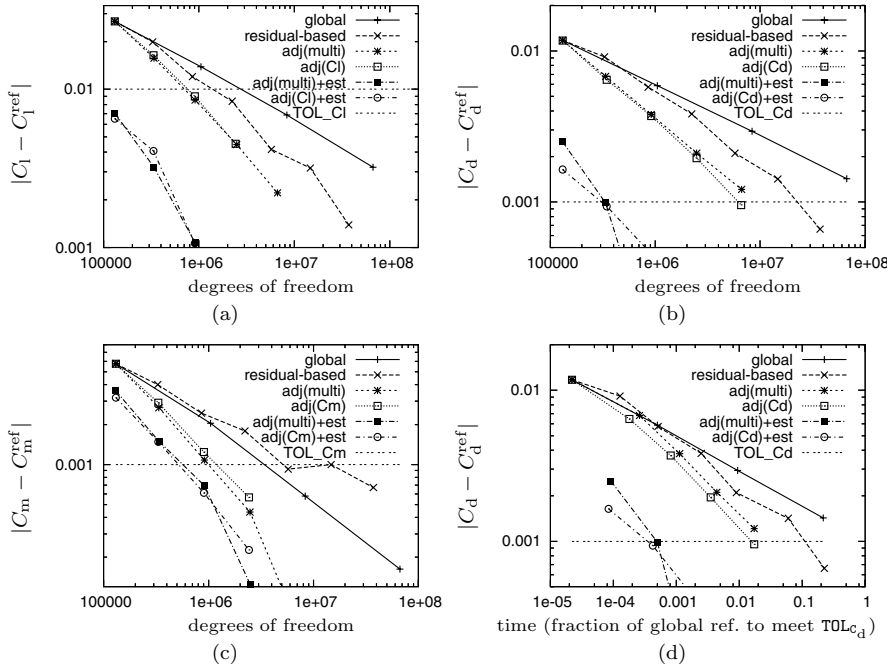 global
residual-based
adj(multi)
adj(Cl)
adj(multi)+est
adj(Cl)+est
TOL_Cl
0.01
0.001
|C_l − C_l^ref|
100000 1e+06 1e+07 1e+08
degrees of freedom
(a)
global
residual-based
adj(multi)
adj(Cd)
adj(multi)+est
adj(Cd)+est
TOL_Cd
0.01
0.001
|C_d − C_d^ref|
100000 1e+06 1e+07 1e+08
degrees of freedom
(b)
global
residual-based
adj(multi)
adj(Cm)
adj(multi)+est
adj(Cm)+est
TOL_Cm
0.001
|C_m − C_m^ref|
100000 1e+06 1e+07 1e+08
degrees of freedom
(c)
global
residual-based
adj(multi)
adj(Cd)
adj(multi)+est
adj(Cd)+est
TOL_Cd
0.01
0.001
|C_d − C_d^ref|
1e-05 1e-04 0.001 0.01 0.1 1
time (fraction of global ref. to meet TOL_{C_d})
(d)